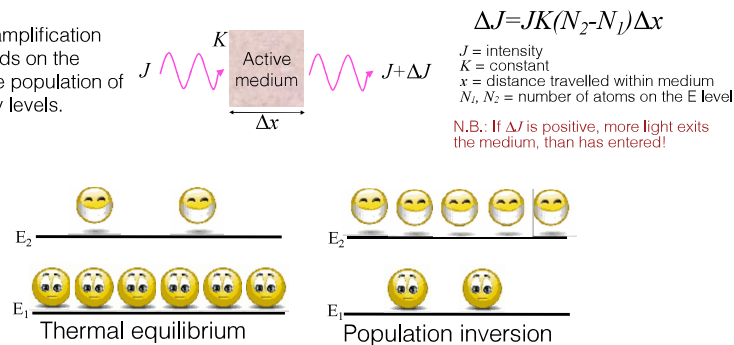 amplification
ds on the
e population of
y levels.
J
K
Active
medium
Δx
J+ΔJ
ΔJ=JK(N₂-N₁)Δx
J = intensity
K = constant
x = distance travelled within medium
N₁, N₂ = number of atoms on the E level
N.B.: If ΔJ is positive, more light exits
the medium, than has entered!
E₂
E₁
Thermal equilibrium
E₂
E₁
Population inversion